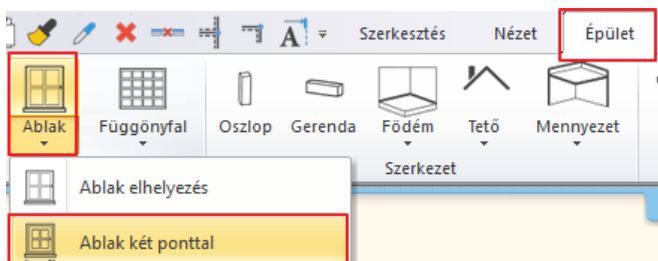 Szerkesztés Nézet Épület
Ablak Függönyfal Oszlop Gerenda Födém Tető Mennyezet
Szerkezet
Ablak elhelyezés
Ablak két ponttal